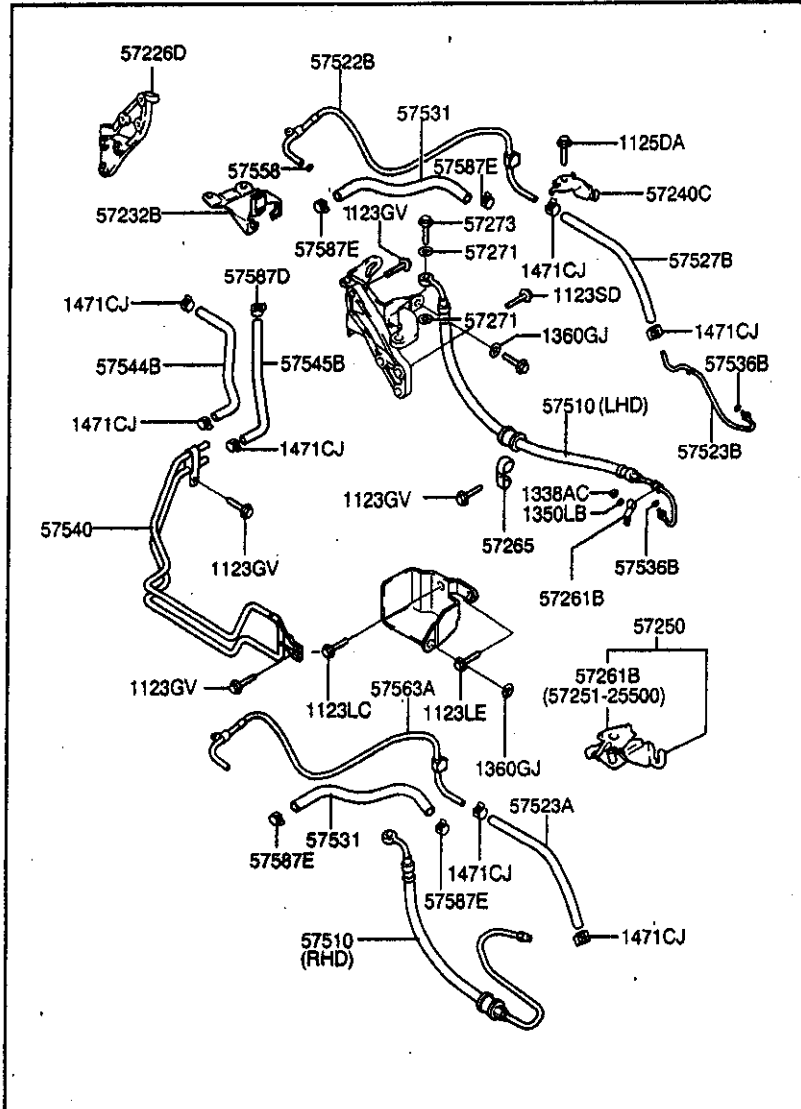 57226D
57522B
57531
1125DA
57558
57587E
57240C
57232B
1123GV
57273
57587E
57271
1471CJ
57527B
57587D
1471CJ
1123SD
57271
1360GJ
1471CJ
57544B
57545B
57536B
57510 (LHD)
1471CJ
1471CJ
57523B
1123GV
1338AC
1350LB
57540
57265
57536B
1123GV
57261B
57250
57261B
(57251-25500)
1123GV
57563A
1123LC
1123LE
1360GJ
57523A
57531
57587E
1471CJ
57587E
57510
(RHD)
1471CJ